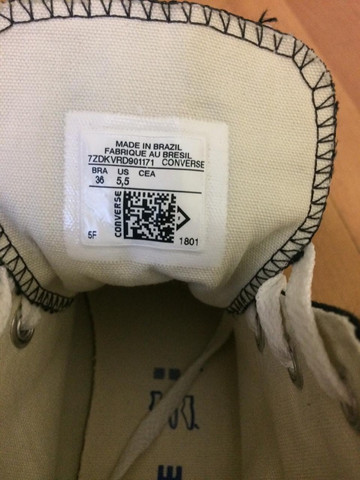 MADE IN BRAZIL
FABRIQUE AU BRESIL
7ZDKVRD901171 CONVERSE
BRA US CEA
36 5,5
CONVERSE
5F 1801